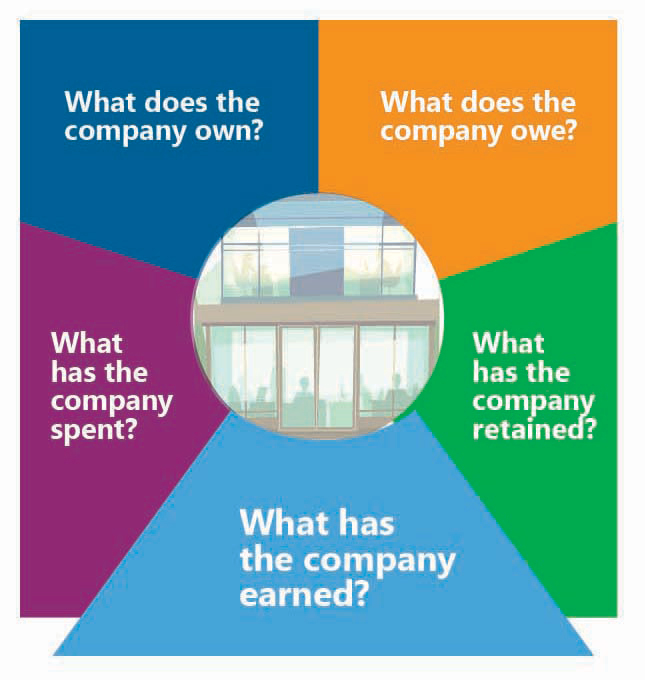 What does the
company own?
What does the
company owe?
What
has the
company
spent?
What
has the
company
retained?
What has
the company
earned?